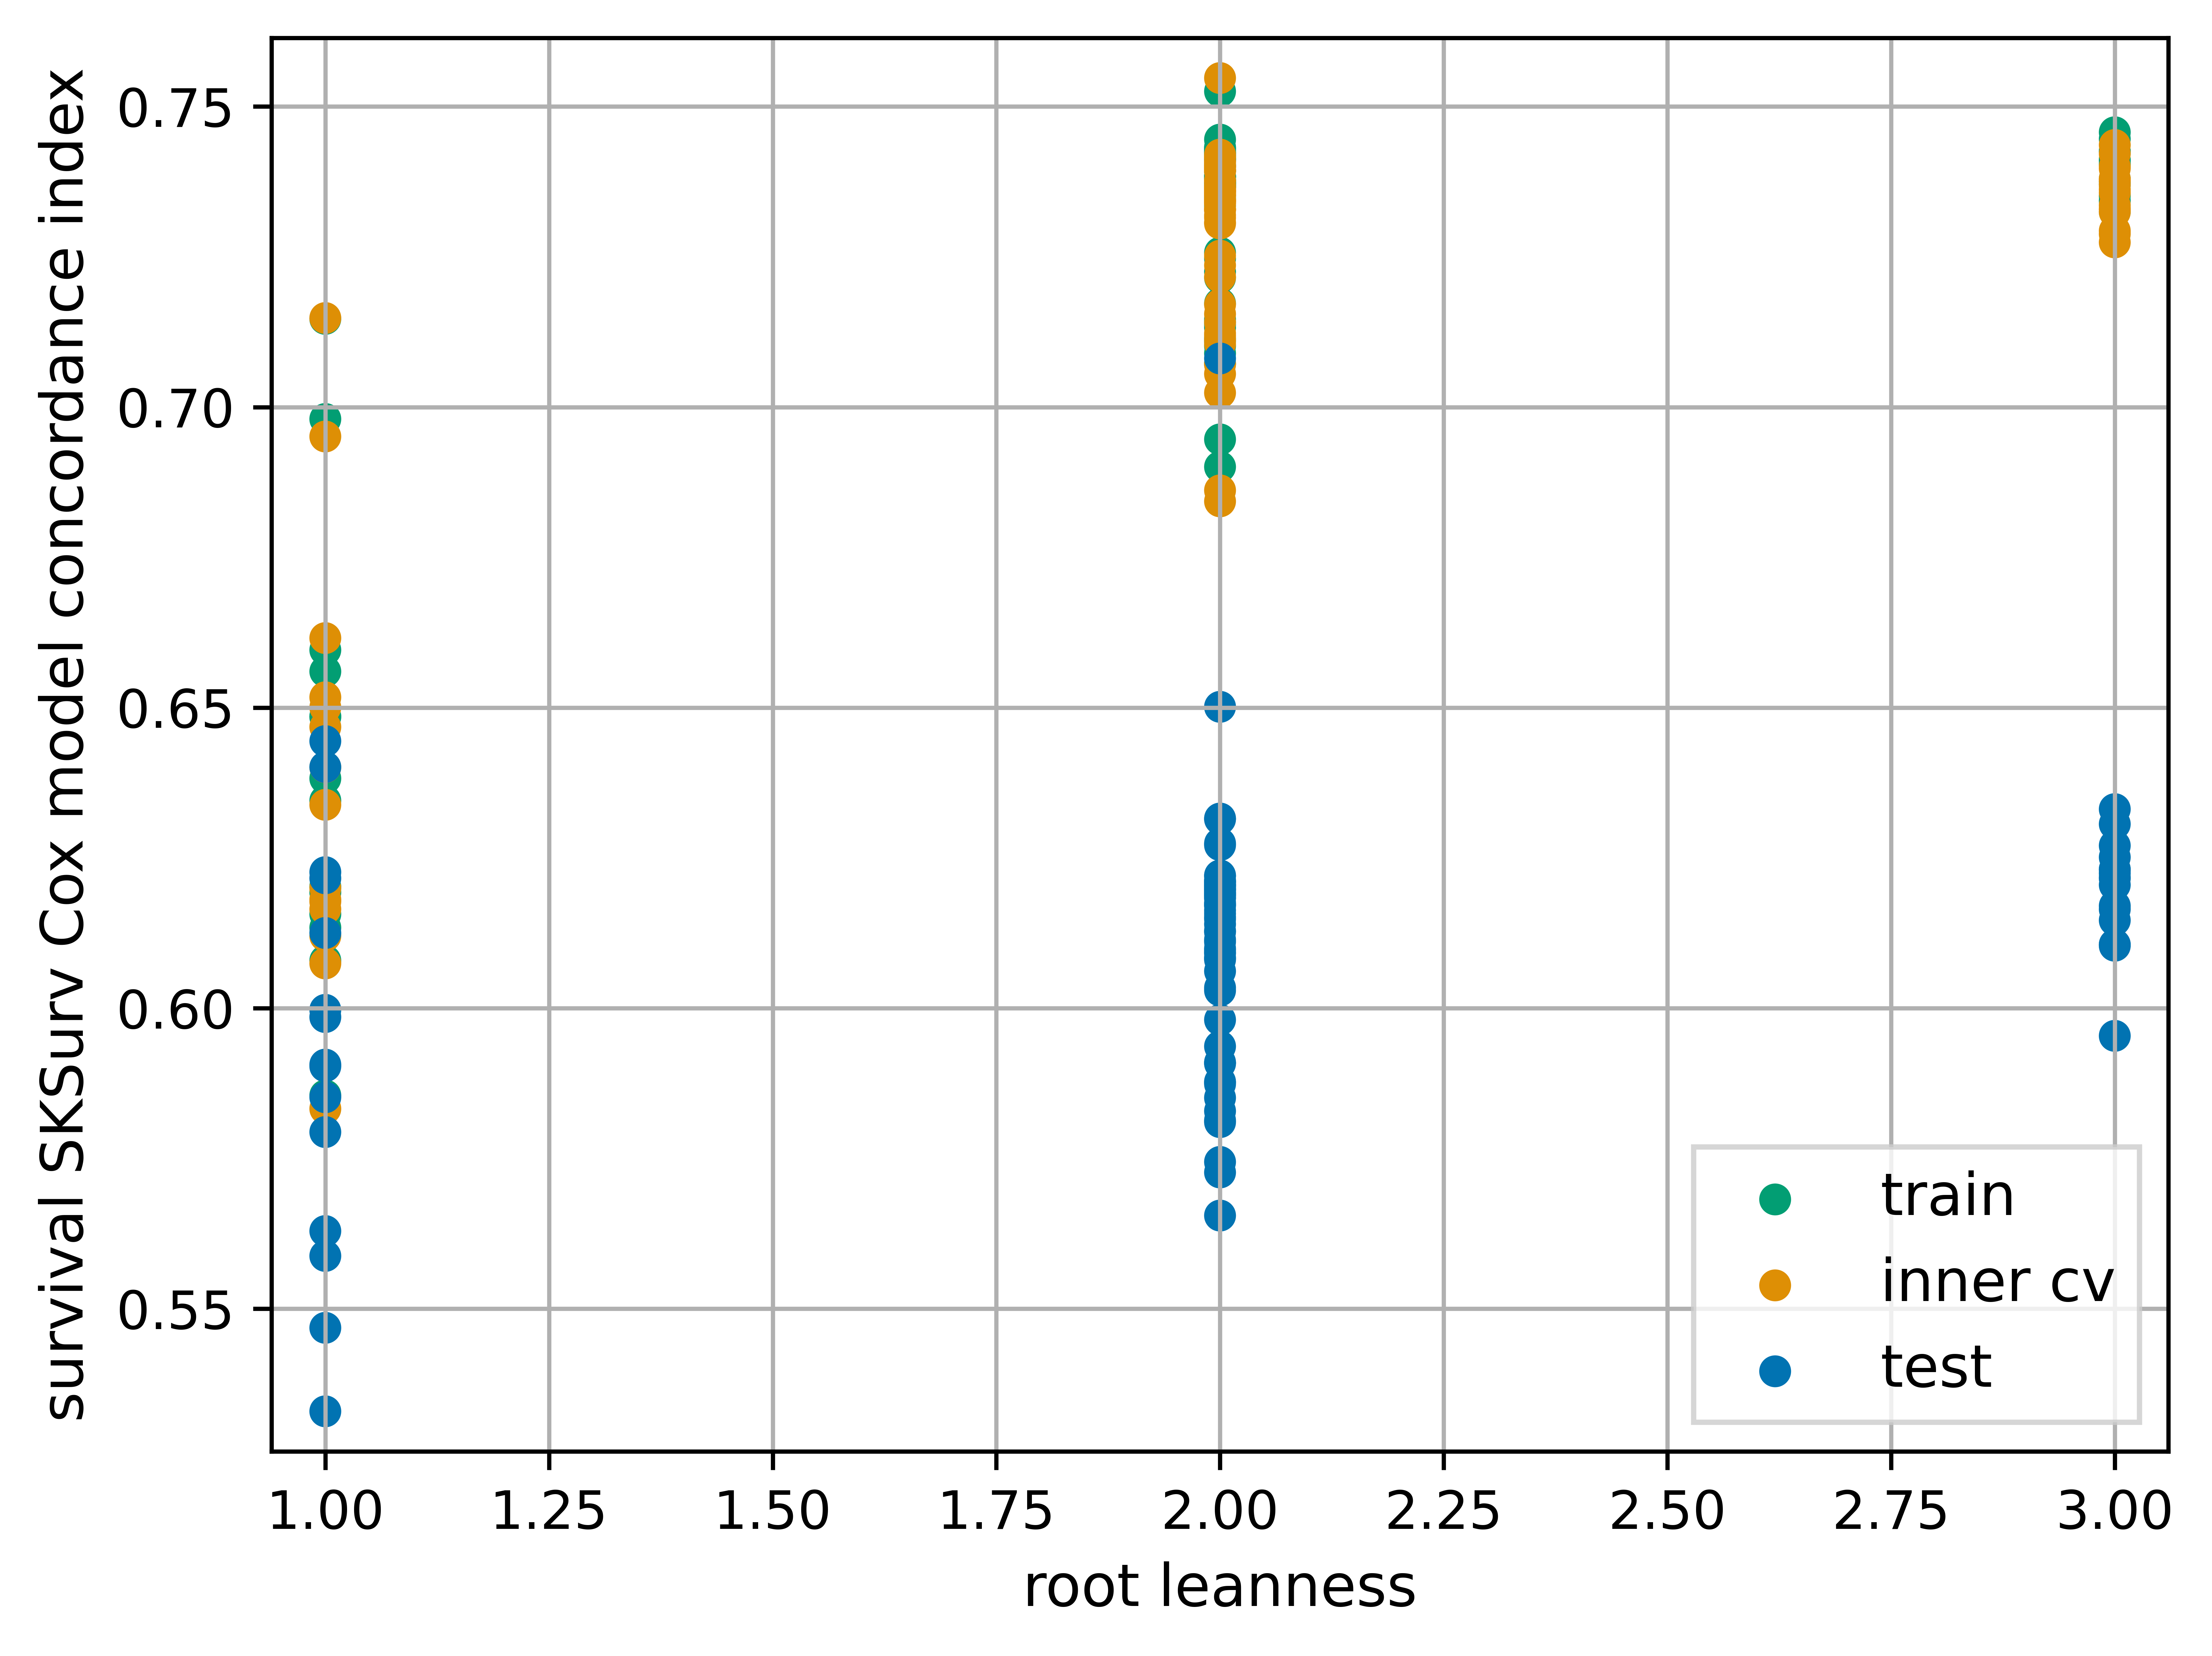 survival SKSurv Cox model concordance index
0.75
0.70
0.65
0.60
0.55
train
inner cv
test
1.00 1.25 1.50 1.75 2.00 2.25 2.50 2.75 3.00
root leanness